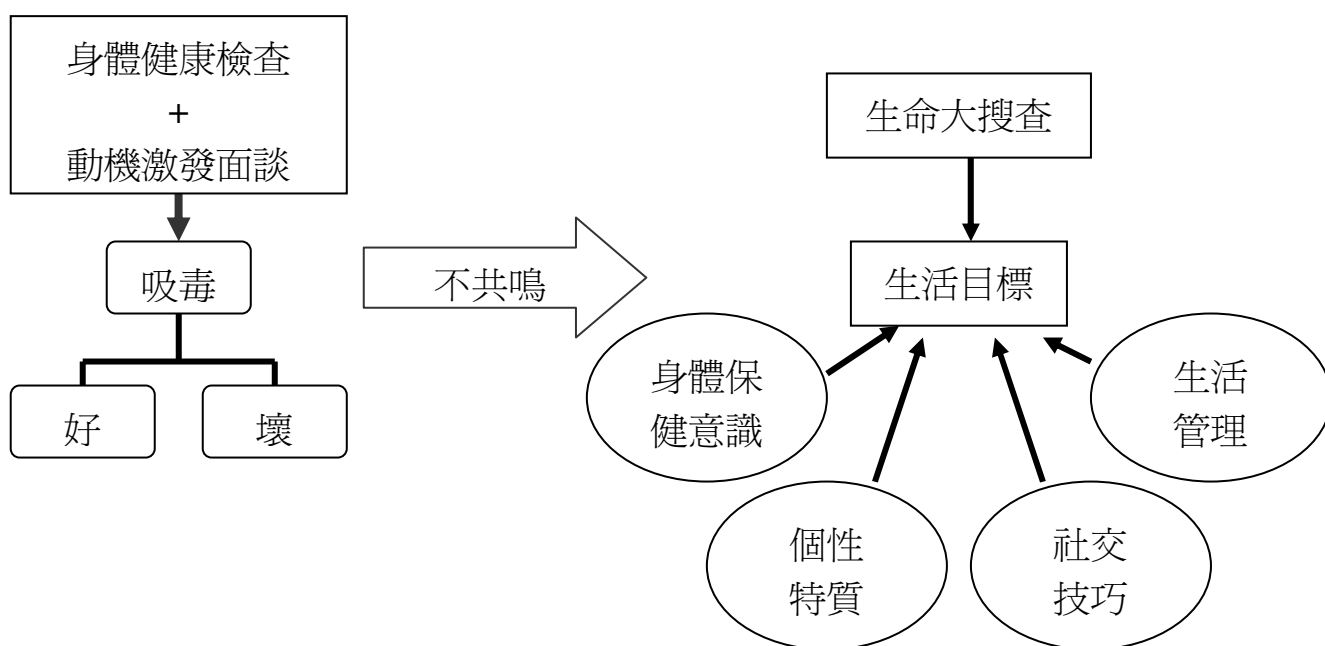 身體健康檢查
+
動機激發面談
吸毒
好
壞
不共鳴
生命大搜查
生活目標
身體保
健意識
個性
特質
社交
技巧
生活
管理